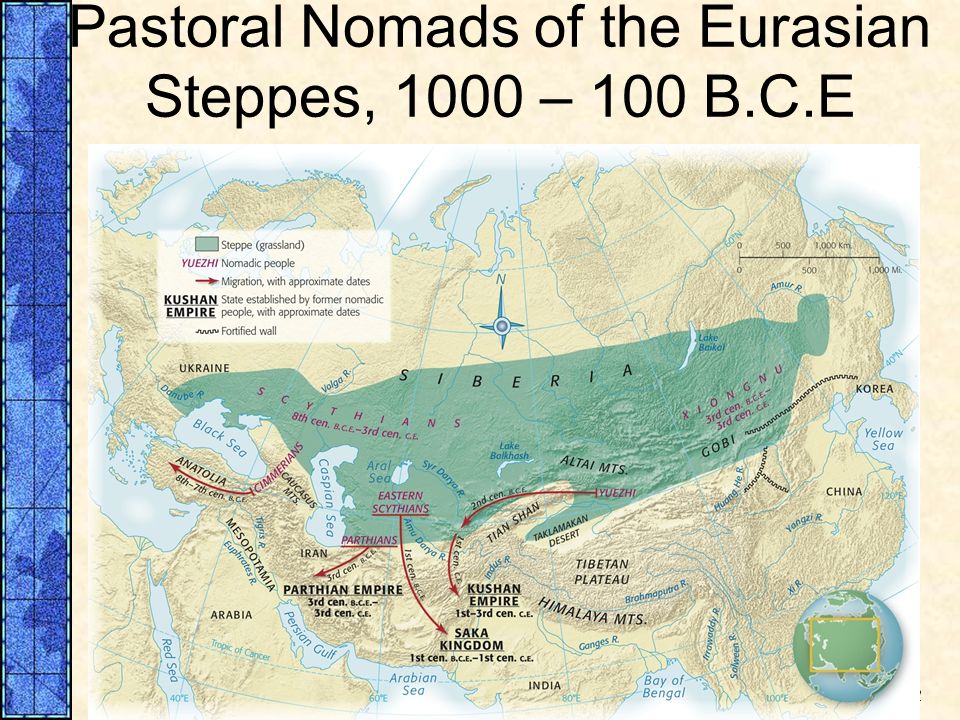 Pastoral Nomads of the Eurasian
Steppes, 1000 – 100 B.C.E
Steppe (grassland)
YUEZHI Nomadic people
Migration, with approximate dates
KUSHAN State established by former nomadic
EMPIRE people, with approximate dates
Fortified wall
0 500 1,000 Km.
0 500 1,000 Mi.
N
60°N
Amur R.
Lake
Baikal
40°N
UKRAINE
Volga R.
SIBERIA
Danube R.
SCYTHIANS
8th cen. B.C.E.–3rd cen. C.E.
XIONGNU
3rd cen. B.C.E.–
3rd cen. C.E.
KOREA
Black Sea
GOBI
Yellow
Sea
Aral
Sea
Syr Darya R.
Lake
Balkhash
ALTAI MTS.
CIMMERIANS
ANATOLIA
8th–7th cen. B.C.E.
CAUCASUS
MTS.
Caspian Sea
EASTERN
SCYTHIANS
2nd cen. B.C.E.
YUEZHI
Huang He R.
CHINA
120°E
TIAN SHAN
TAKLAMAKAN
DESERT
MESOPOTAMIA
Tigris R.
Euphrates R.
IRAN
PARTHIANS
3rd cen. B.C.E.
Amu Darya R.
1st cen. B.C.E.
1st cen. C.E.
Indus R.
Yangzi R.
TIBETAN
PLATEAU
PARTHIAN EMPIRE
3rd cen. B.C.E.–
3rd cen. C.E.
KUSHAN
EMPIRE
1st–3rd cen. C.E.
Brahmaputra R.
Xi R.
HIMALAYA MTS.
ARABIA
Persian Gulf
SAKA
KINGDOM
1st cen. B.C.E.–1st cen. C.E.
Ganges R.
Irrawaddy R.
Salween R.
Red Sea
Tropic of Cancer
Arabian
Sea
INDIA
Bay of
Bengal
40°E
60°E
80°E
100°E